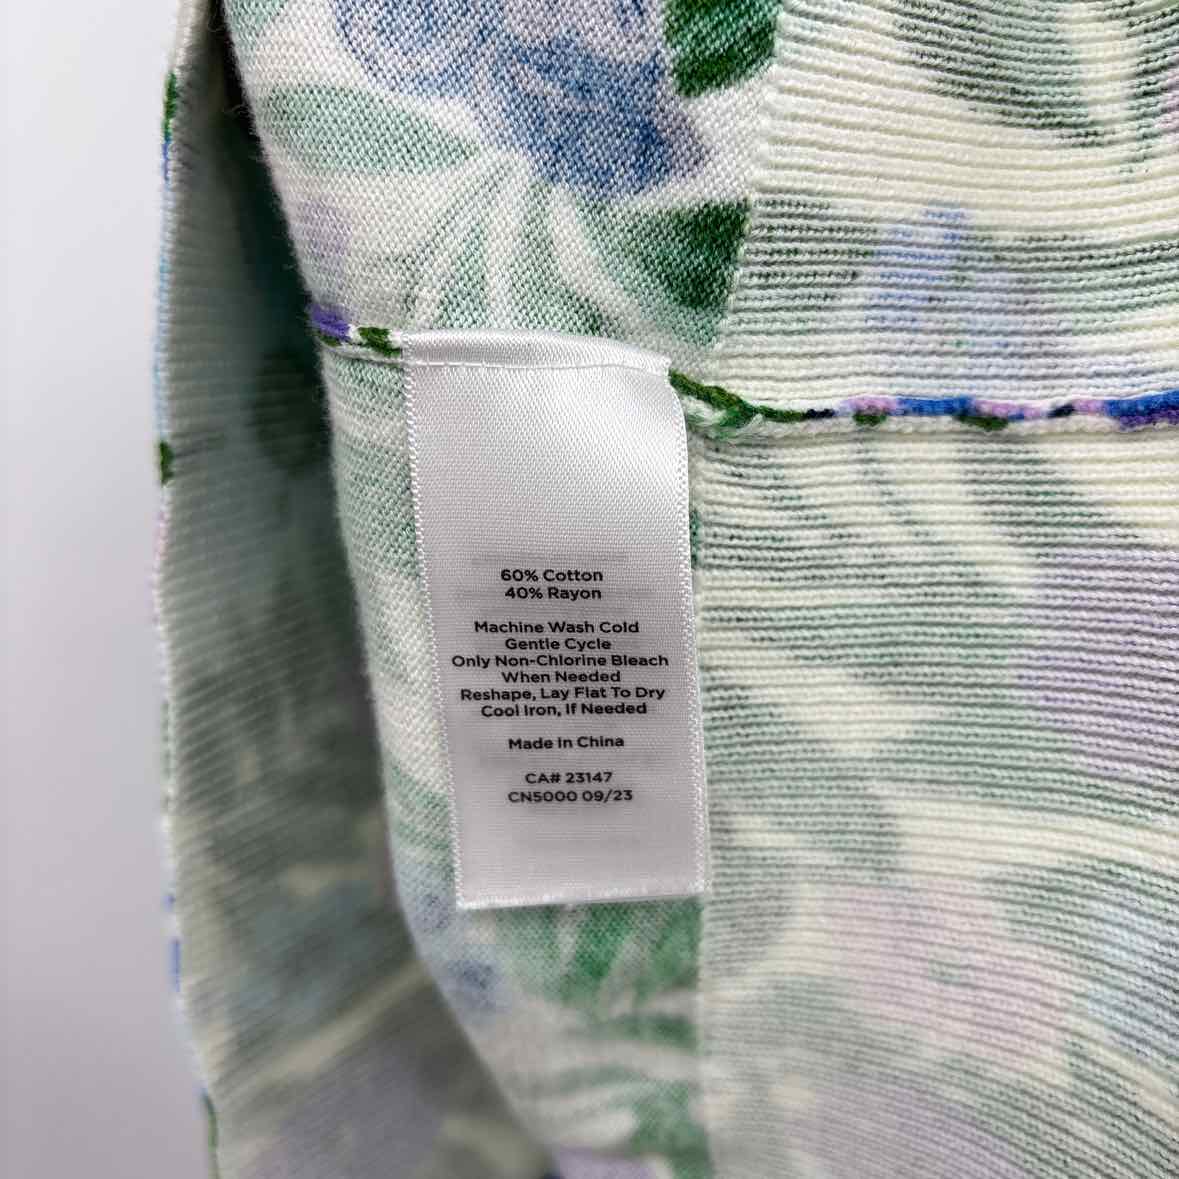 60% Cotton
40% Rayon
Machine Wash Cold
Gentle Cycle
Only Non-Chlorine Bleach
When Needed
Reshape, Lay Flat To Dry
Cool Iron, If Needed
Made In China
CA# 23147
CN5000 09/23